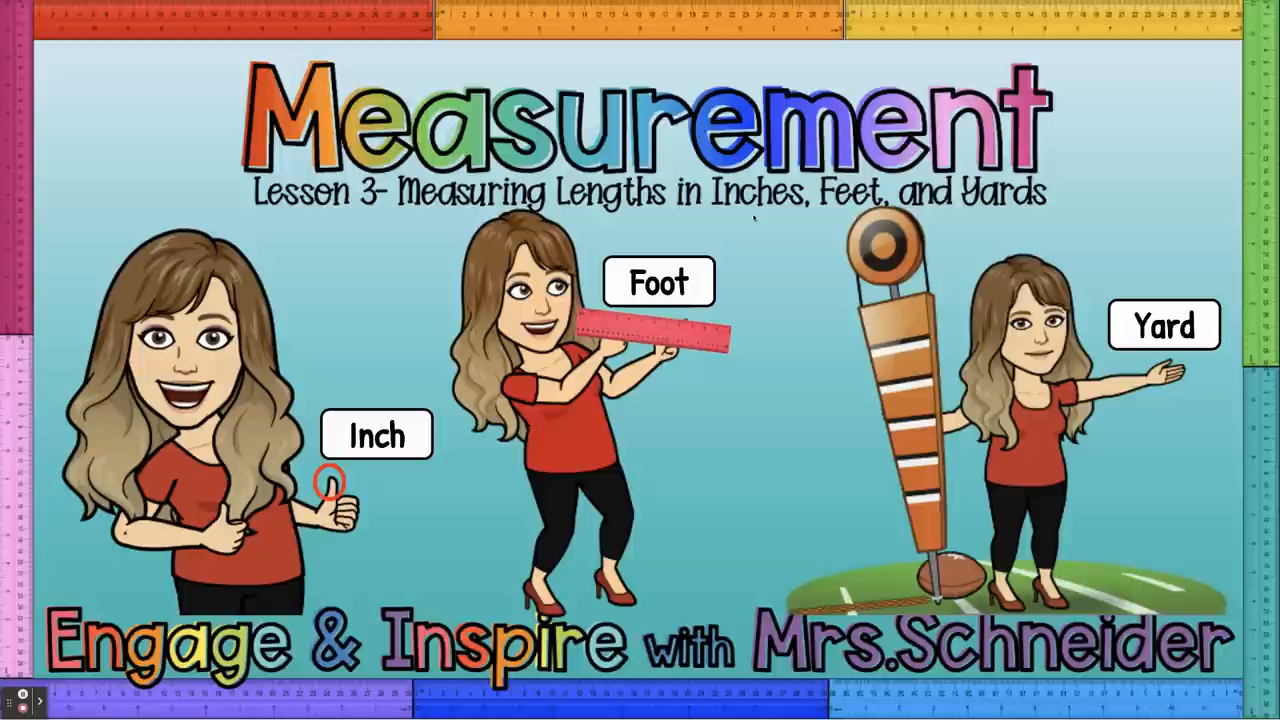 Measurement
Lesson 3- Measuring Lengths in Inches, Feet, and Yards
Foot
Yard
Inch
Engage & Inspire with Mrs.Schneider